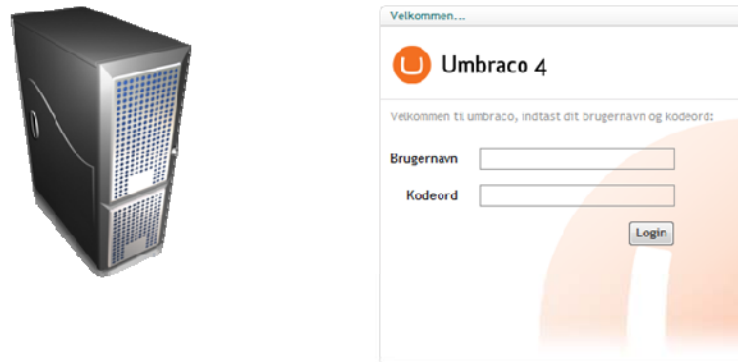 Velkommen...
Umbraco 4
Velkommen til umbraco, indtast dit brugernavn og kodeord:
Brugernavn
Kodeord
Login